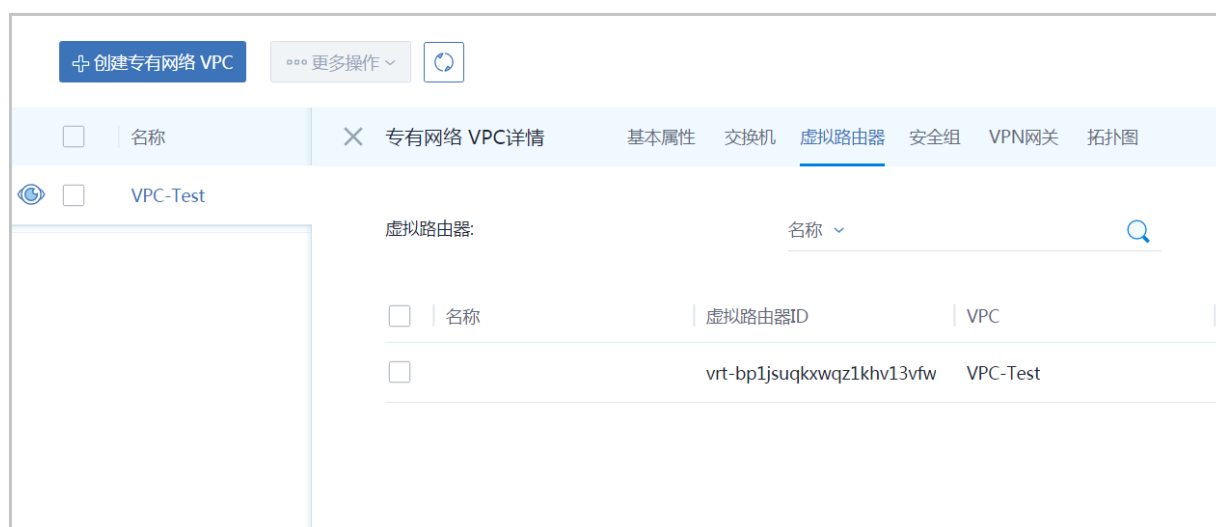 创建专有网络 VPC
更多操作
名称
专有网络 VPC详情 基本属性 交换机 虚拟路由器 安全组 VPN网关 拓扑图
VPC-Test
虚拟路由器: 名称
名称 虚拟路由器ID VPC
vrt-bp1jsuqkxwqz1khv13vfw VPC-Test